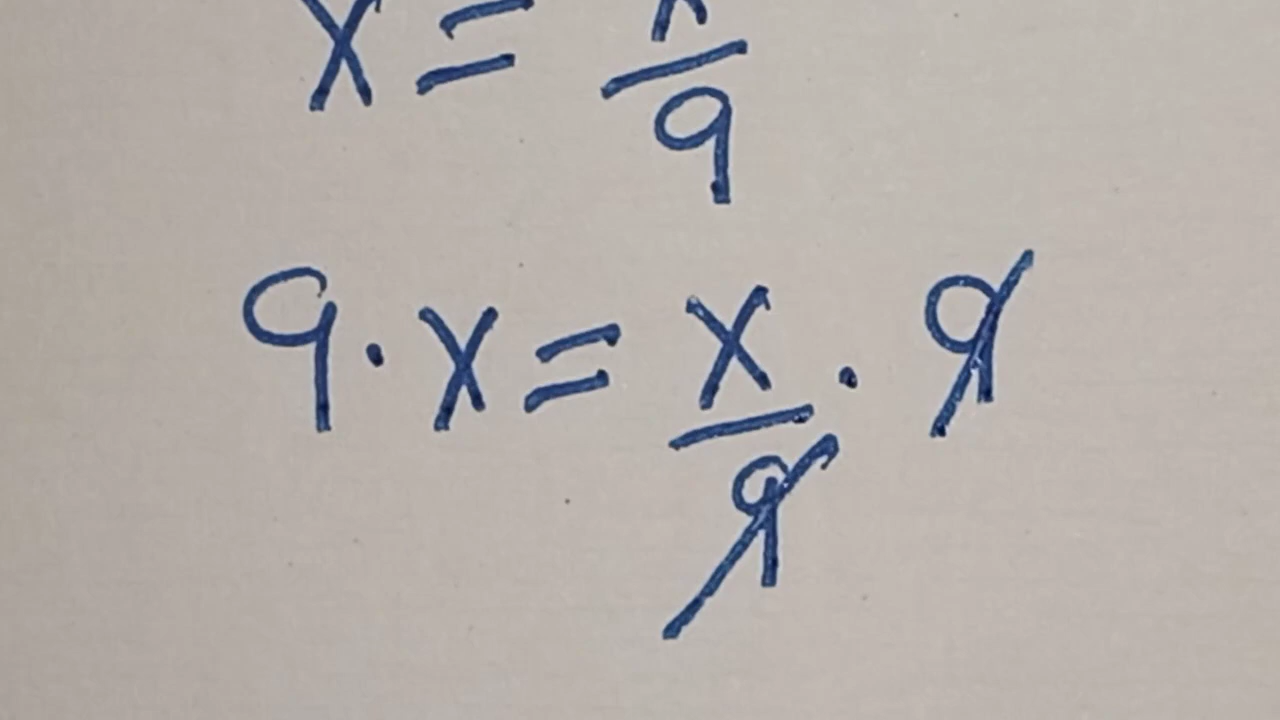 x = x/9
9 · x = x/9 · 9